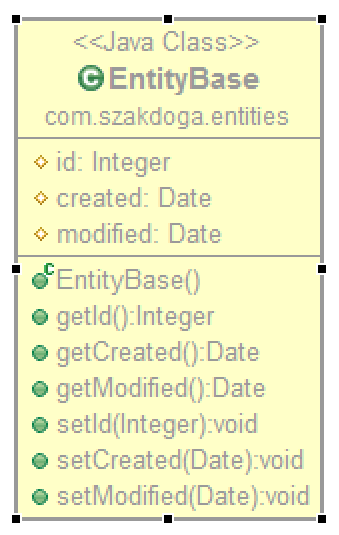 <<Java Class>>
C EntityBase
com.szakdoga.entities
id: Integer
created: Date
modified: Date
C EntityBase()
getId():Integer
getCreated():Date
getModified():Date
setId(Integer):void
setCreated(Date):void
setModified(Date):void